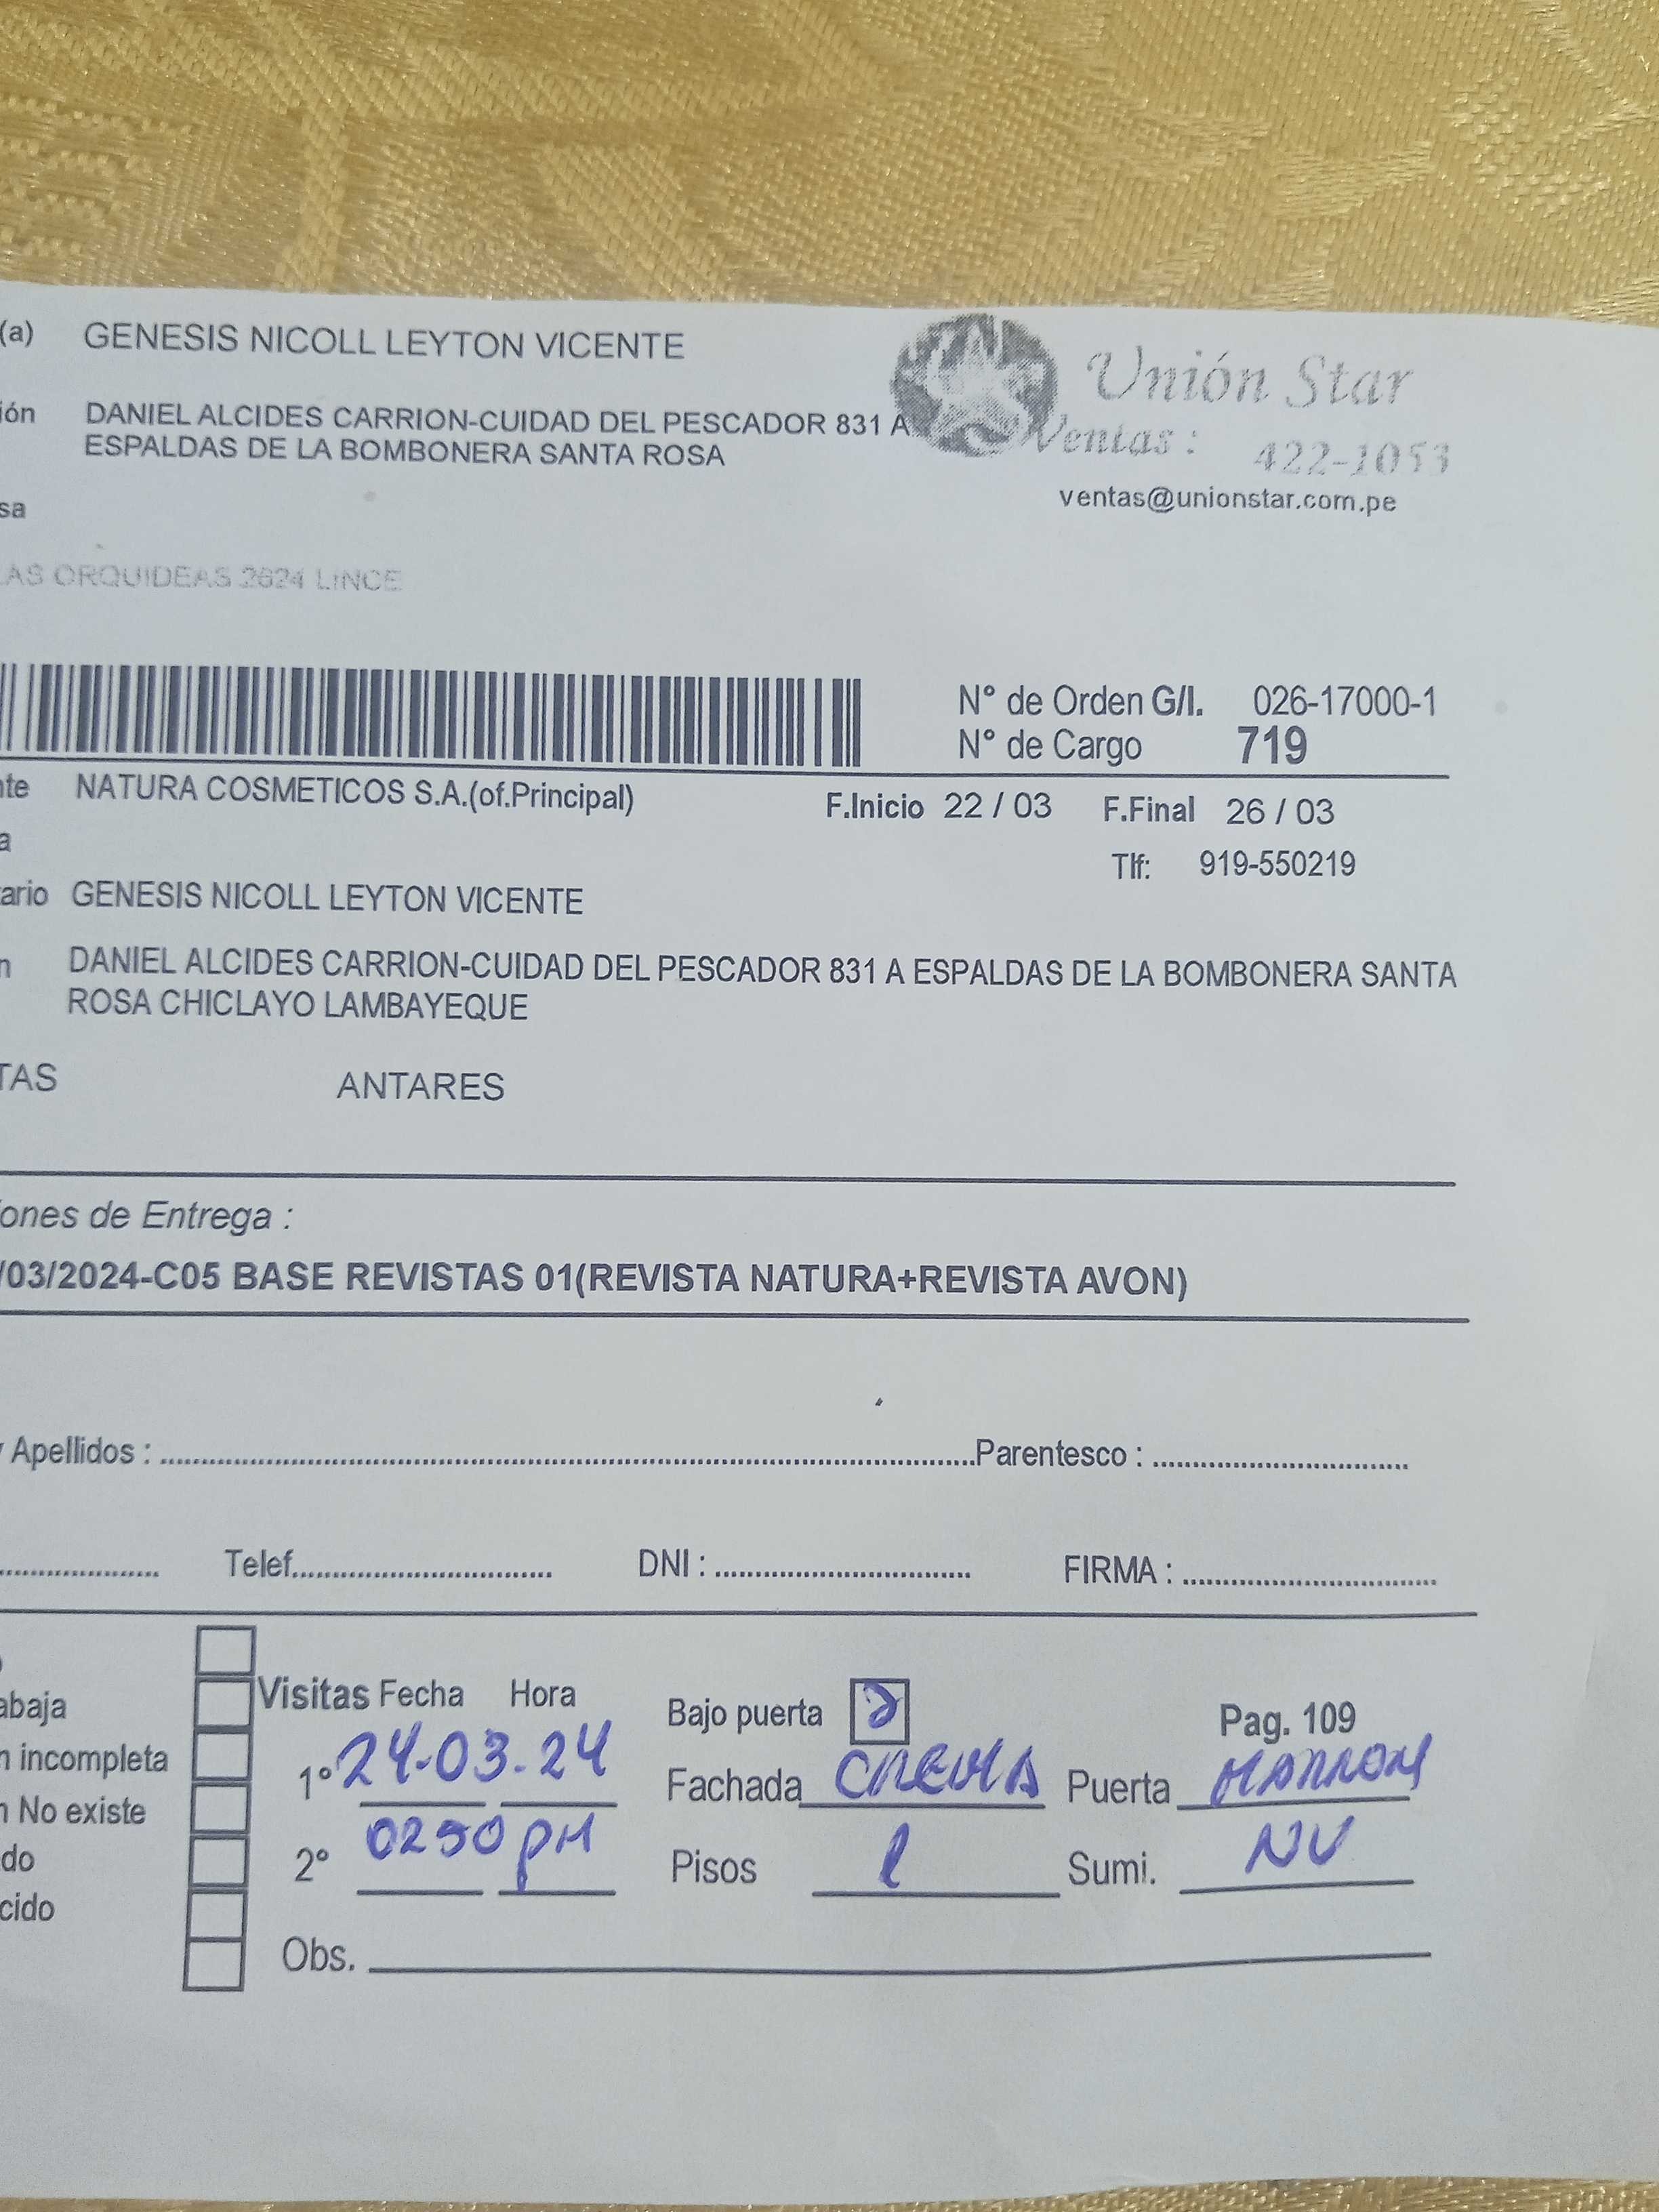 (a) GENESIS NICOLL LEYTON VICENTE
Unión Star
ión DANIEL ALCIDES CARRION-CUIDAD DEL PESCADOR 831 A
ESPALDAS DE LA BOMBONERA SANTA ROSA
Ventas : 422-1053
ventas@unionstar.com.pe
sa
LAS ORQUIDEAS 2624 LINCE
N° de Orden G/I. 026-17000-1
N° de Cargo 719
nte NATURA COSMETICOS S.A.(of.Principal)
F.Inicio 22 / 03 F.Final 26 / 03
a
Tlf: 919-550219
tario GENESIS NICOLL LEYTON VICENTE
n DANIEL ALCIDES CARRION-CUIDAD DEL PESCADOR 831 A ESPALDAS DE LA BOMBONERA SANTA
ROSA CHICLAYO LAMBAYEQUE
TAS ANTARES
ones de Entrega :
/03/2024-C05 BASE REVISTAS 01(REVISTA NATURA+REVISTA AVON)
y Apellidos : Parentesco :
Telef. DNI : FIRMA :
Visitas Fecha Hora Bajo puerta Pag. 109
abaja
n incompleta 1° 24-03-24 Fachada CREMA Puerta MARRON
n No existe
do 2° 0250 PM Pisos 1 Sumi. NV
cido
Obs.